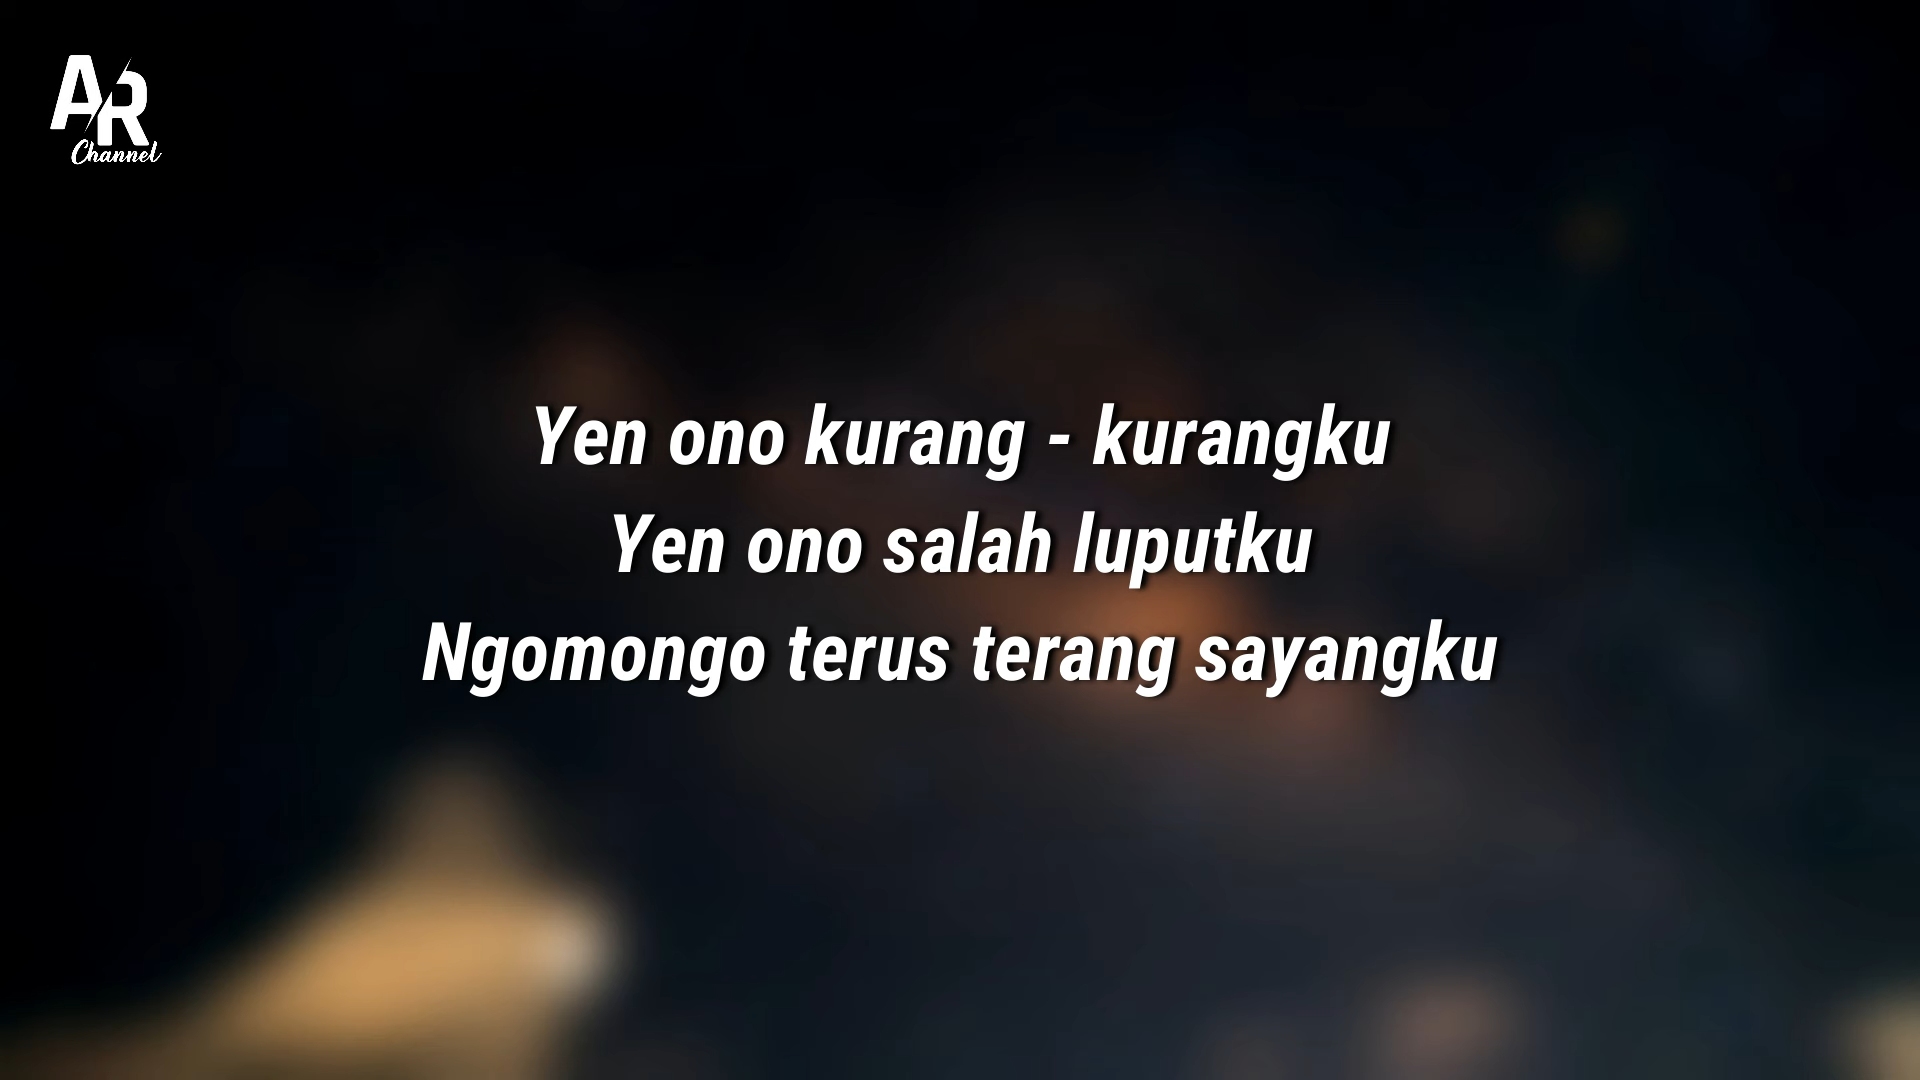 AR
Channel
Yen ono kurang - kurangku
Yen ono salah luputku
Ngomongo terus terang sayangku